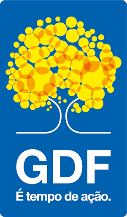 GDF
É tempo de ação.